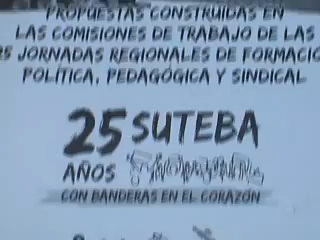 PROPUESTAS CONSTRUIDAS EN
LAS COMISIONES DE TRABAJO DE LAS
JORNADAS REGIONALES DE FORMACIO
POLÍTICA, PEDAGÓGICA Y SINDICAL
25 SUTEBA
AÑOS
CON BANDERAS EN EL CORAZÓN